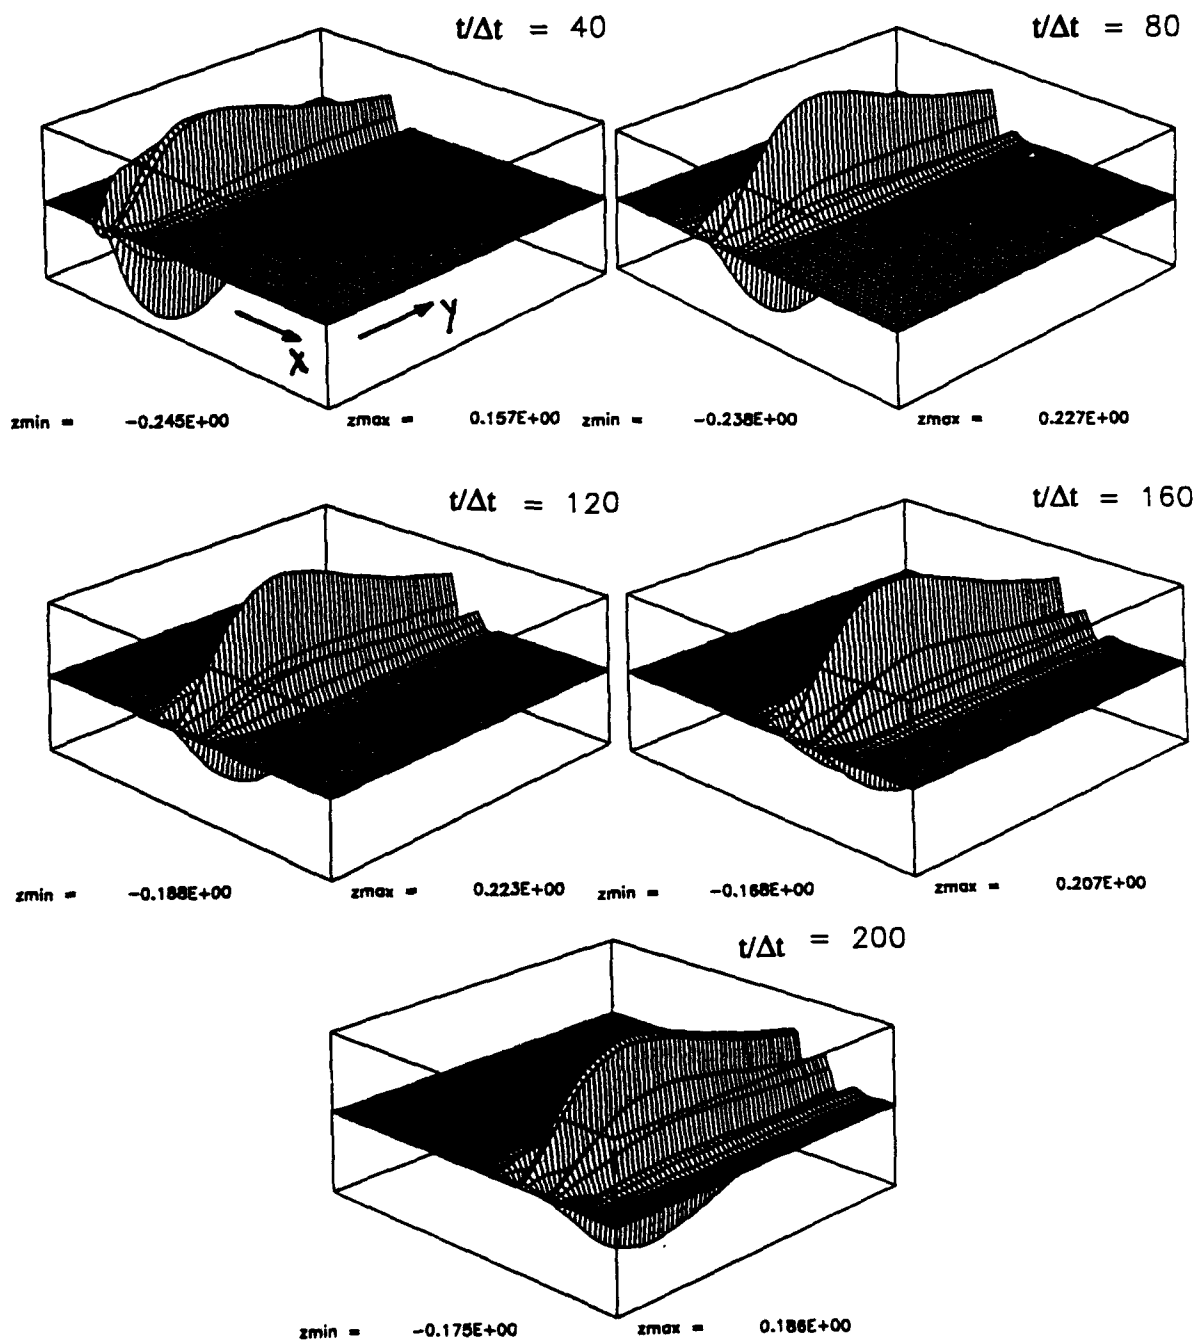 t/Δt = 40
t/Δt = 80
X
y
zmin = -0.245E+00 zmax = 0.157E+00
zmin = -0.238E+00 zmax = 0.227E+00
t/Δt = 120
t/Δt = 160
zmin = -0.188E+00 zmax = 0.223E+00
zmin = -0.168E+00 zmax = 0.207E+00
t/Δt = 200
zmin = -0.175E+00 zmax = 0.186E+00